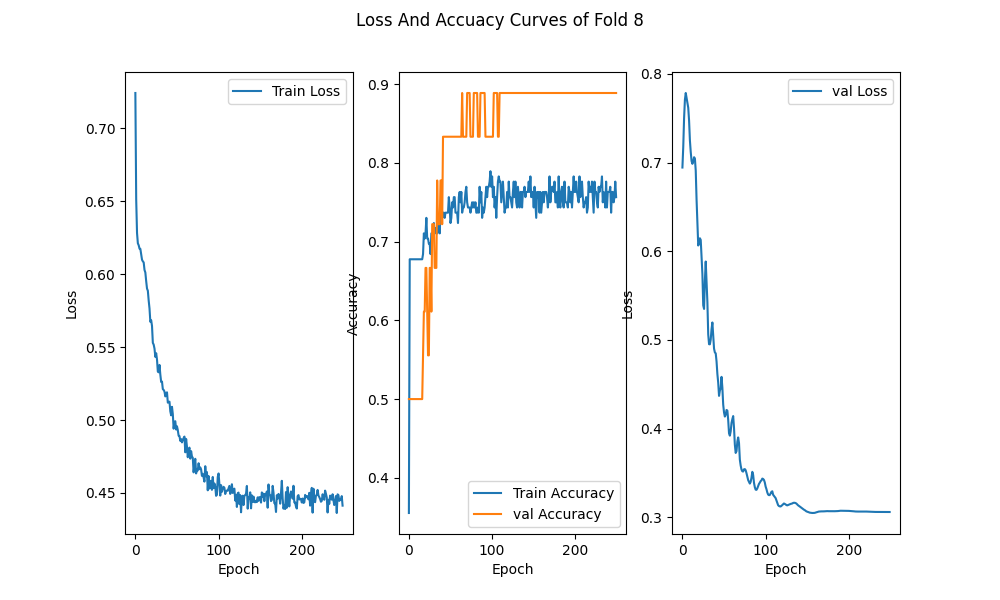 Loss And Accuacy Curves of Fold 8
Train Loss
0.70
0.65
0.60
0.55
0.50
0.45
Loss
0 100 200
Epoch
0.9
0.8
0.7
0.6
0.5
0.4
Accuracy
Train Accuracy
val Accuracy
0 100 200
Epoch
val Loss
0.8
0.7
0.6
0.5
0.4
0.3
Loss
0 100 200
Epoch